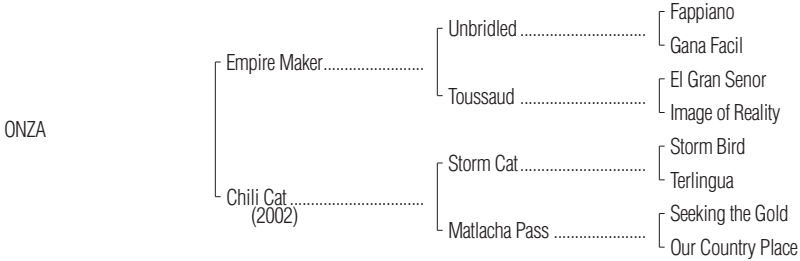 Fappiano
Unbridled
Gana Facil
Empire Maker
El Gran Senor
Toussaud
Image of Reality
ONZA
Storm Bird
Storm Cat
Terlingua
Chili Cat
(2002)
Seeking the Gold
Matlacha Pass
Our Country Place